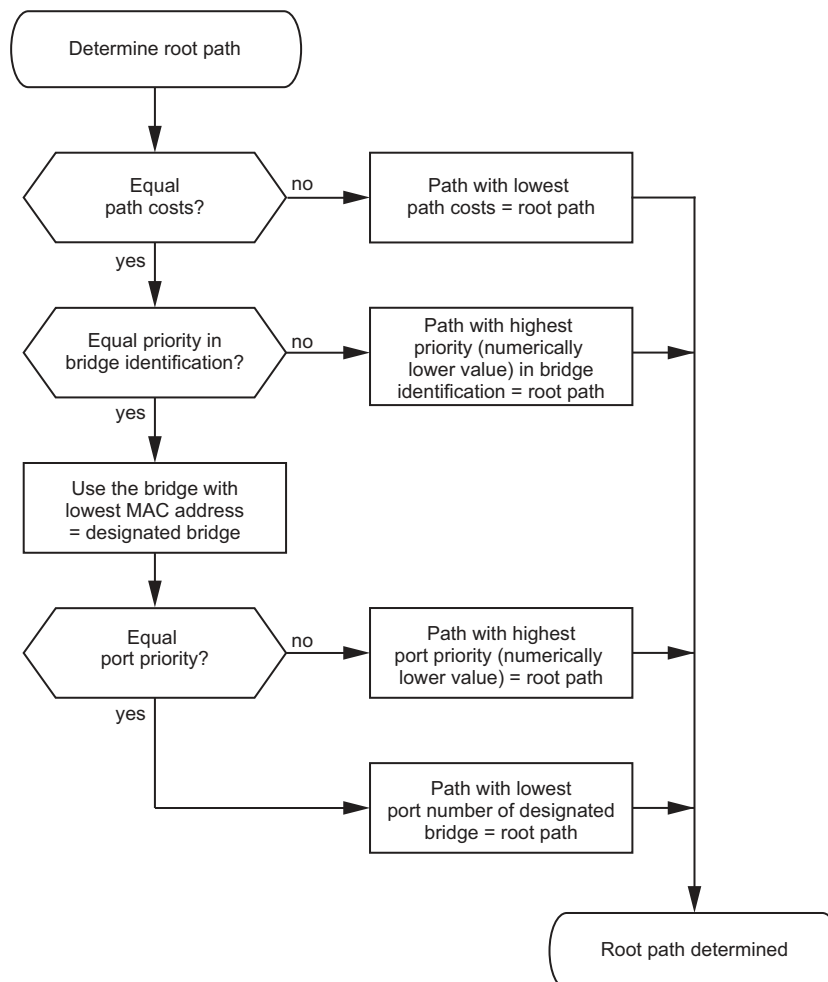 Determine root path
Equal
path costs?
no
Path with lowest
path costs = root path
yes
Equal priority in
bridge identification?
no
Path with highest
priority (numerically
lower value) in bridge
identification = root path
yes
Use the bridge with
lowest MAC address
= designated bridge
Equal
port priority?
no
Path with highest
port priority (numerically
lower value) = root path
yes
Path with lowest
port number of designated
bridge = root path
Root path determined